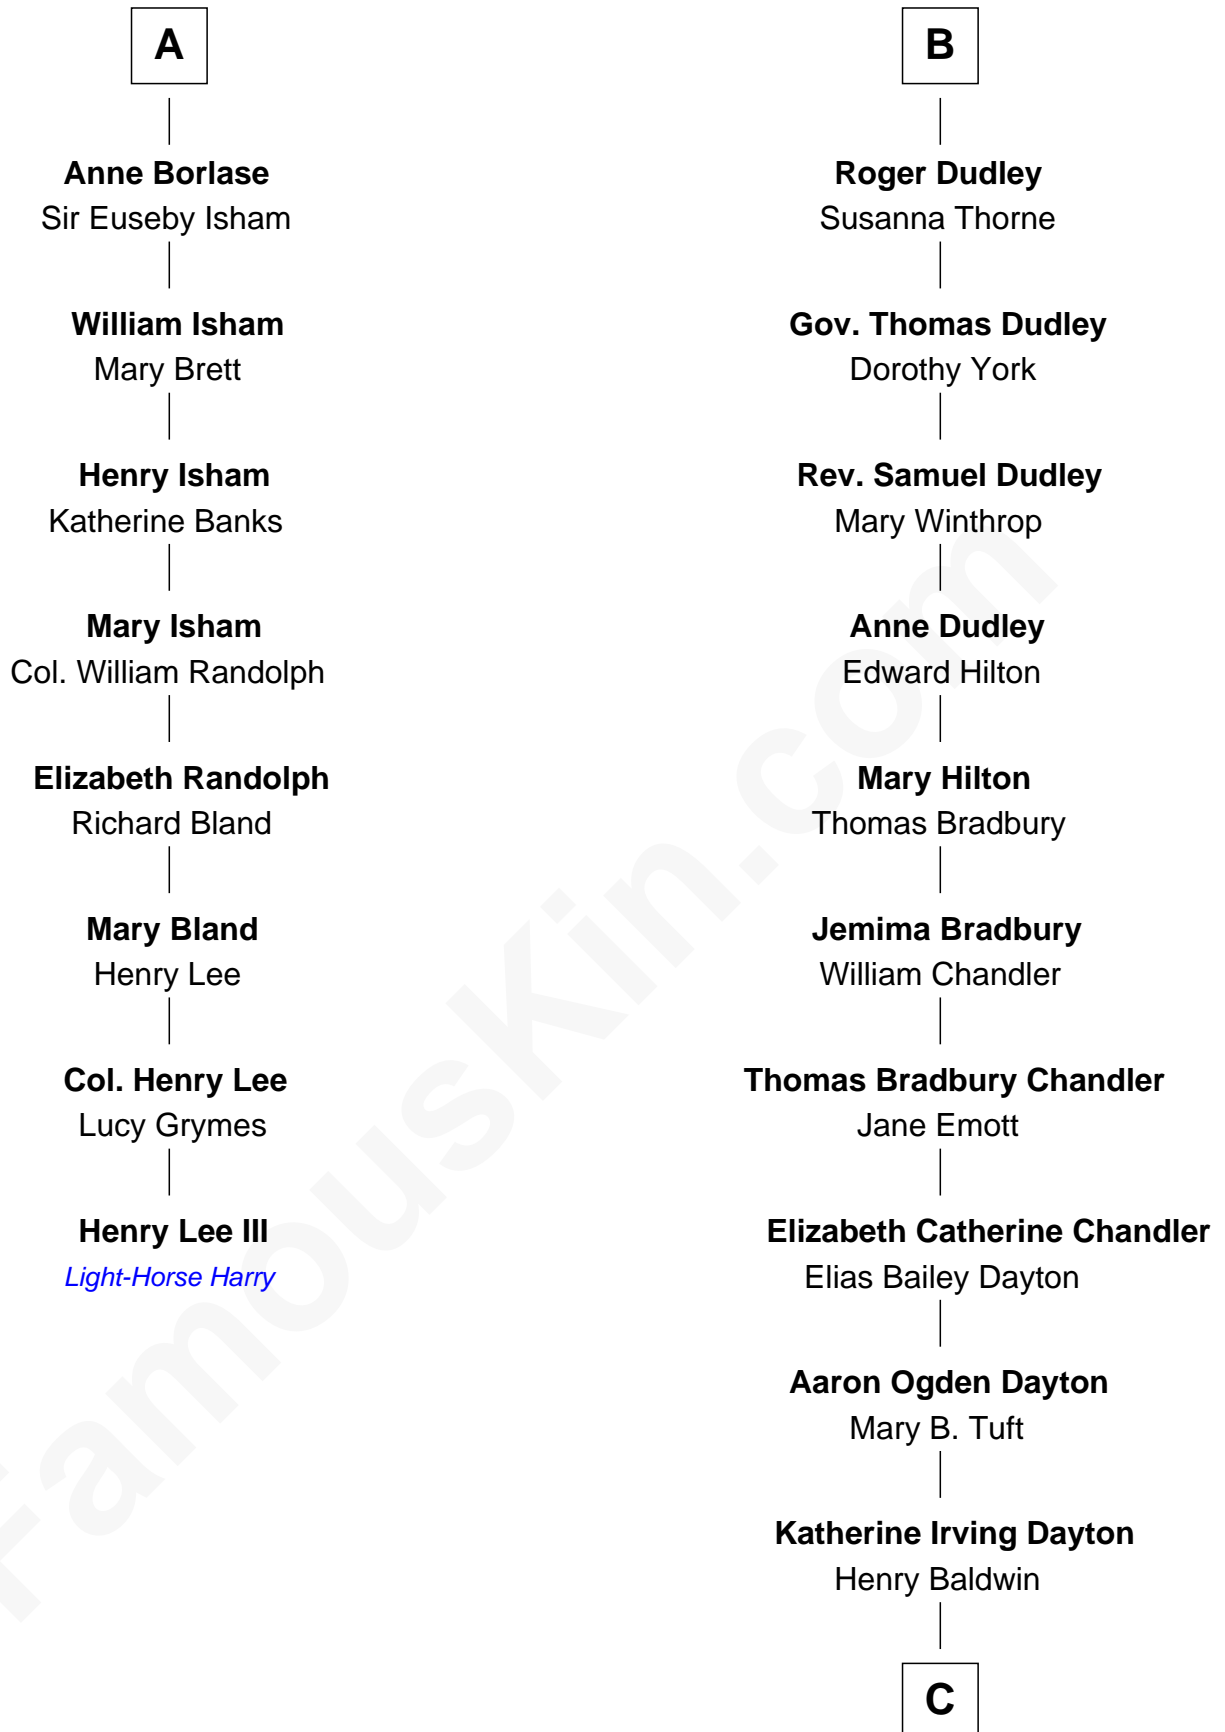 A
Anne Borlase
Sir Euseby Isham
William Isham
Mary Brett
Henry Isham
Katherine Banks
Mary Isham
Col. William Randolph
Elizabeth Randolph
Richard Bland
Mary Bland
Henry Lee
Col. Henry Lee
Lucy Grymes
Henry Lee III
Light-Horse Harry
B
Roger Dudley
Susanna Thorne
Gov. Thomas Dudley
Dorothy York
Rev. Samuel Dudley
Mary Winthrop
Anne Dudley
Edward Hilton
Mary Hilton
Thomas Bradbury
Jemima Bradbury
William Chandler
Thomas Bradbury Chandler
Jane Emott
Elizabeth Catherine Chandler
Elias Bailey Dayton
Aaron Ogden Dayton
Mary B. Tuft
Katherine Irving Dayton
Henry Baldwin
C
FamousKin.com